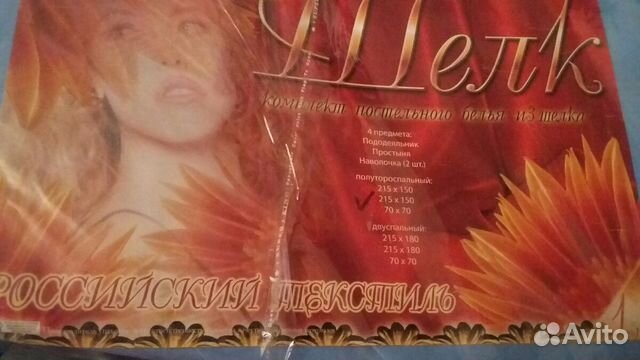 Шелк
комплект постельного белья из шелка
4 предмета:
Пододеяльник
Простыня
Наволочка (2 шт.)
полутороспальный:
215 х 150
215 х 150
70 х 70
двуспальный:
215 х 180
215 х 180
70 х 70
РОССИЙСКИЙ ТЕКСТИЛЬ
Avito